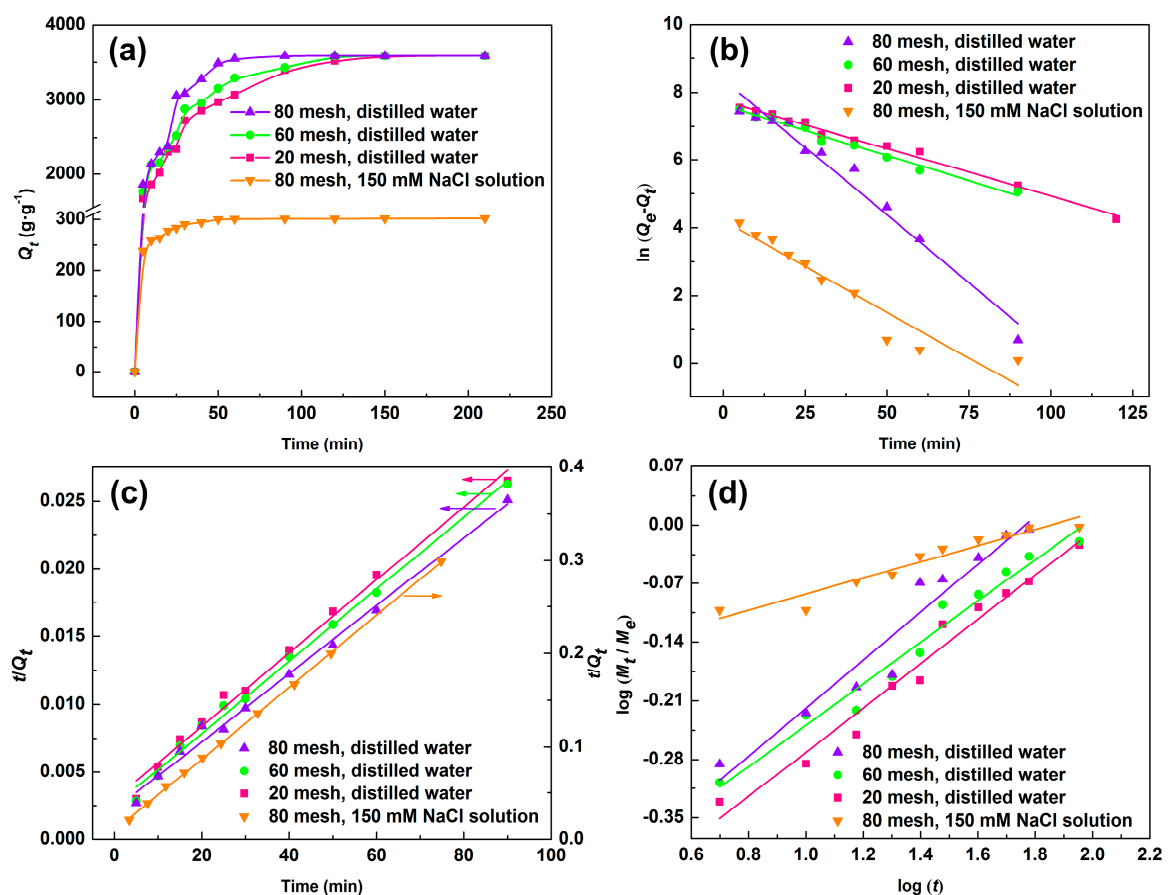 (a)
4000
3500
3000
2000
300
200
100
0
Qt (g·g-1)
80 mesh, distilled water
60 mesh, distilled water
20 mesh, distilled water
80 mesh, 150 mM NaCl solution
0 50 100 150 200 250
Time (min)
(b)
10
8
6
4
2
0
ln (Qe-Qt)
80 mesh, distilled water
60 mesh, distilled water
20 mesh, distilled water
80 mesh, 150 mM NaCl solution
0 25 50 75 100 125
Time (min)
(c)
0.025
0.020
0.015
0.010
0.005
0.000
t/Qt
0.4
0.3
0.2
0.1
0.0
t/Qt
80 mesh, distilled water
60 mesh, distilled water
20 mesh, distilled water
80 mesh, 150 mM NaCl solution
0 20 40 60 80 100
Time (min)
(d)
0.07
0.00
-0.07
-0.14
-0.21
-0.28
-0.35
log (Mt / Me)
80 mesh, distilled water
60 mesh, distilled water
20 mesh, distilled water
80 mesh, 150 mM NaCl solution
0.6 0.8 1.0 1.2 1.4 1.6 1.8 2.0 2.2
log (t)